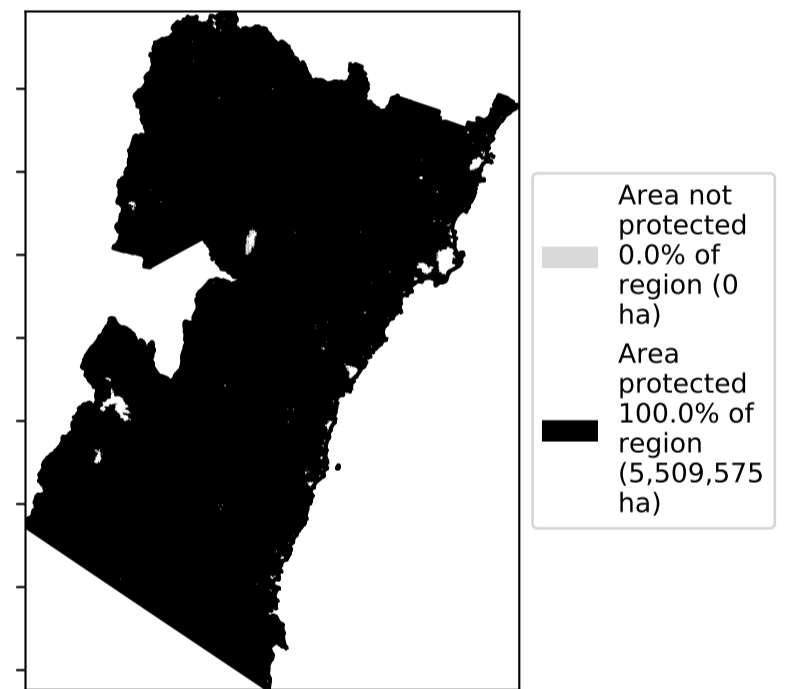 Area not
protected
0.0% of
region (0
ha)
Area
protected
100.0% of
region
(5,509,575
ha)